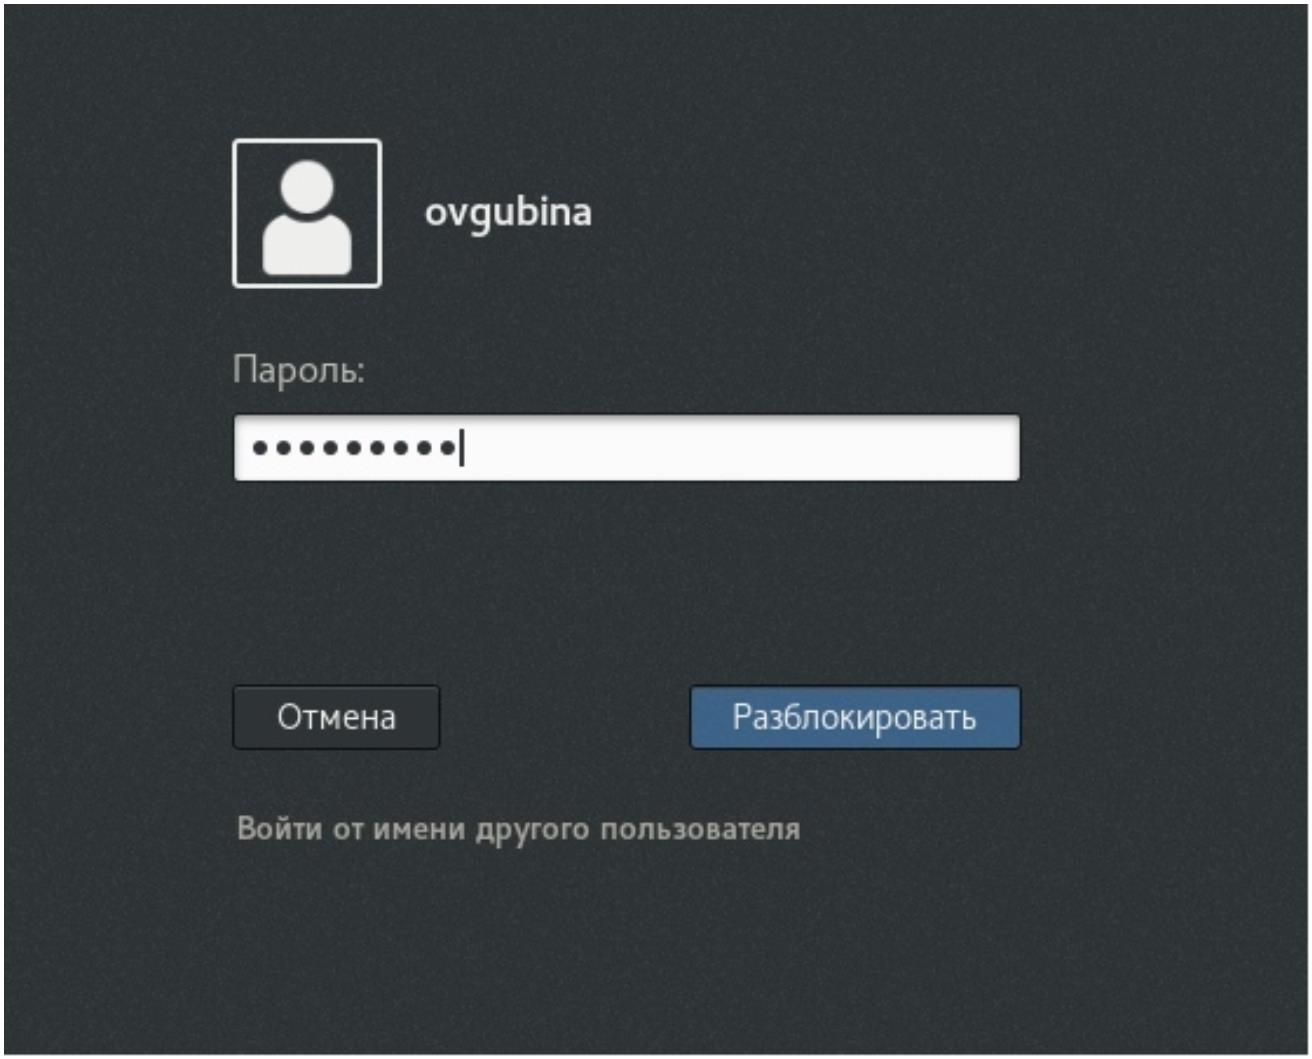 ovgubina
Пароль:
•••••••••
Отмена
Разблокировать
Войти от имени другого пользователя